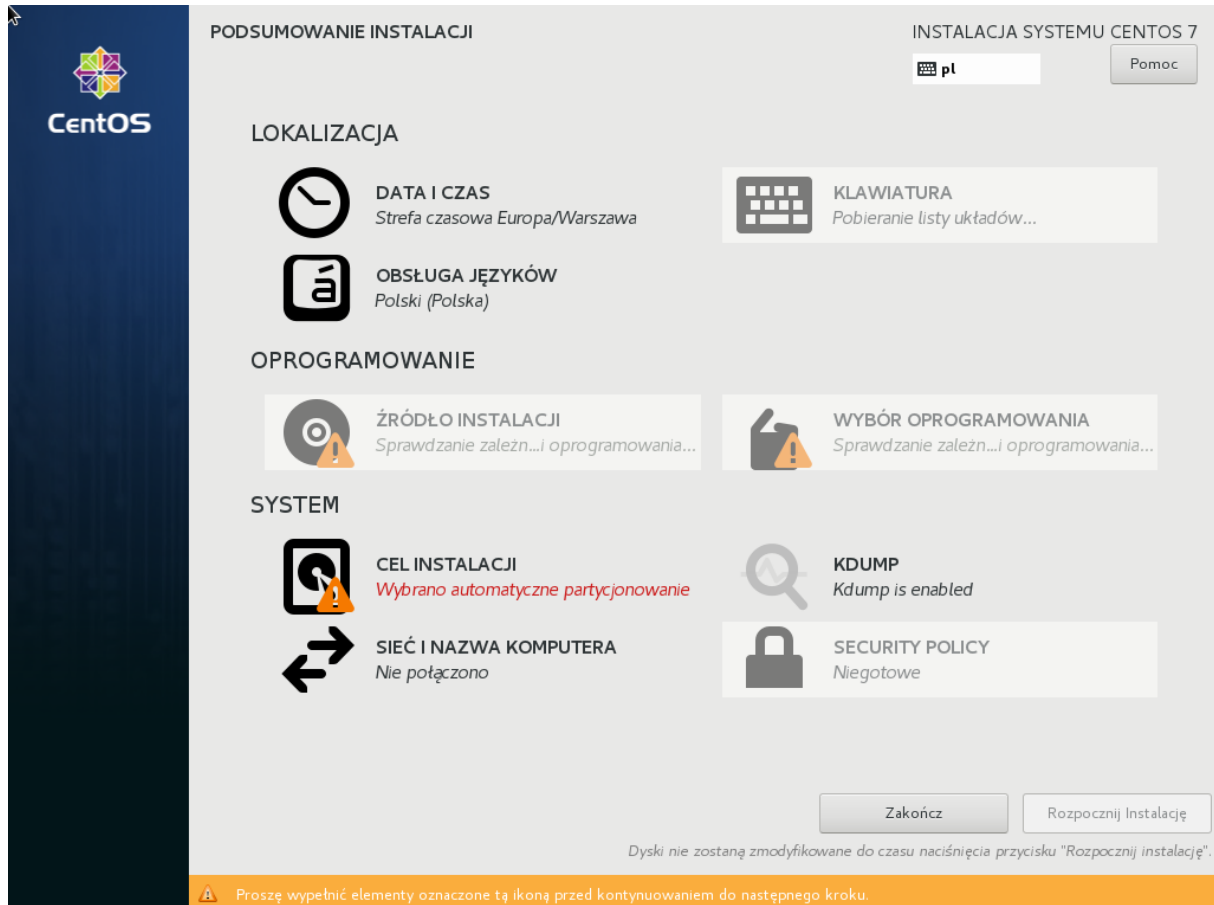 PODSUMOWANIE INSTALACJI
INSTALACJA SYSTEMU CENTOS 7
pl
Pomoc
CentOS
LOKALIZACJA
DATA I CZAS
Strefa czasowa Europa/Warszawa
KLAWIATURA
Pobieranie listy układów...
OBSŁUGA JĘZYKÓW
Polski (Polska)
OPROGRAMOWANIE
ŹRÓDŁO INSTALACJI
Sprawdzanie zależn...i oprogramowania...
WYBÓR OPROGRAMOWANIA
Sprawdzanie zależn...i oprogramowania...
SYSTEM
CEL INSTALACJI
Wybrano automatyczne partycjonowanie
KDUMP
Kdump is enabled
SIEĆ I NAZWA KOMPUTERA
Nie połączono
SECURITY POLICY
Niegotowe
Zakończ
Rozpocznij Instalację
Dyski nie zostaną zmodyfikowane do czasu naciśnięcia przycisku "Rozpocznij instalację".
Proszę wypełnić elementy oznaczone tą ikoną przed kontynuowaniem do następnego kroku.